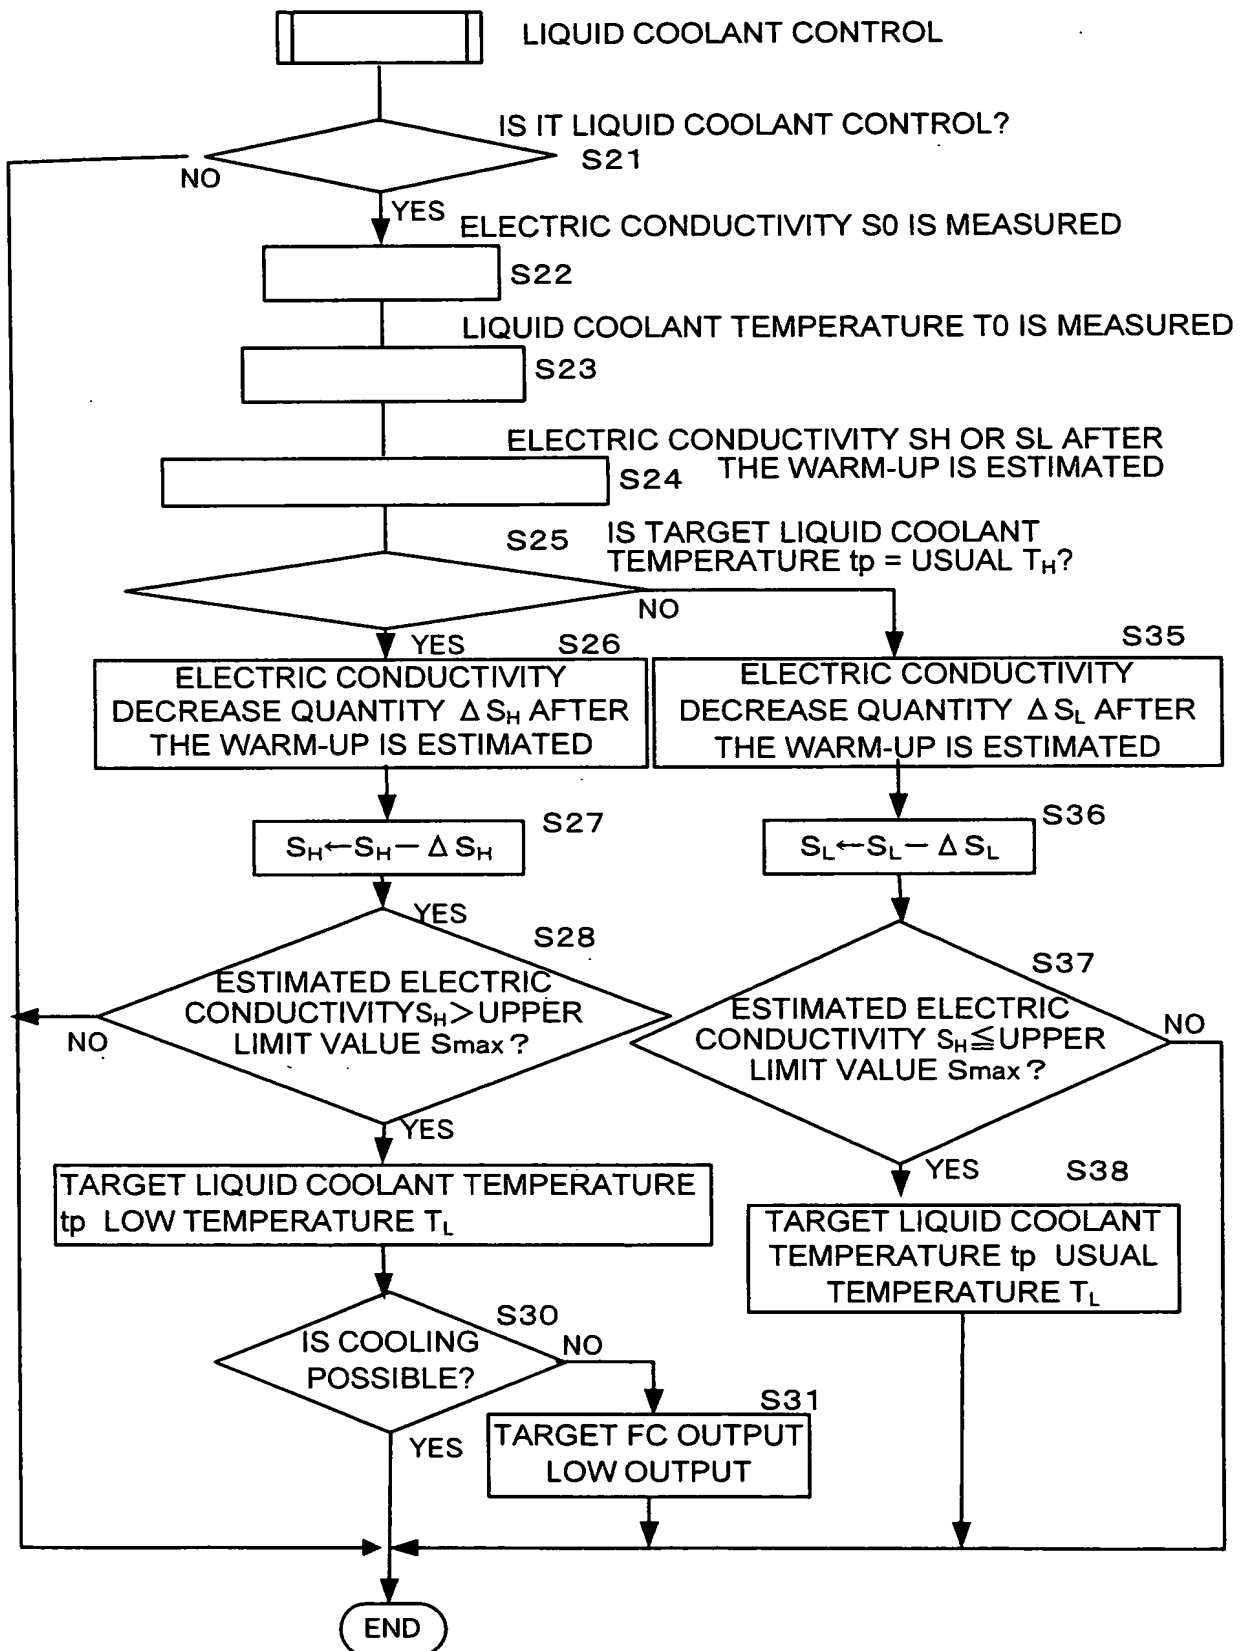 LIQUID COOLANT CONTROL
IS IT LIQUID COOLANT CONTROL?
S21
NO
YES
ELECTRIC CONDUCTIVITY S0 IS MEASURED
S22
LIQUID COOLANT TEMPERATURE T0 IS MEASURED
S23
ELECTRIC CONDUCTIVITY SH OR SL AFTER
THE WARM-UP IS ESTIMATED
S24
S25
IS TARGET LIQUID COOLANT
TEMPERATURE tp = USUAL TH?
NO
YES
S26
ELECTRIC CONDUCTIVITY
DECREASE QUANTITY Δ SH AFTER
THE WARM-UP IS ESTIMATED
S35
ELECTRIC CONDUCTIVITY
DECREASE QUANTITY Δ SL AFTER
THE WARM-UP IS ESTIMATED
S27
SH←SH− Δ SH
S36
SL←SL− Δ SL
YES
S28
ESTIMATED ELECTRIC
CONDUCTIVITYSH>UPPER
LIMIT VALUE Smax?
NO
YES
S37
ESTIMATED ELECTRIC
CONDUCTIVITY SH≦UPPER
LIMIT VALUE Smax?
NO
YES
TARGET LIQUID COOLANT TEMPERATURE
tp LOW TEMPERATURE TL
S38
TARGET LIQUID COOLANT
TEMPERATURE tp USUAL
TEMPERATURE TL
S30
IS COOLING
POSSIBLE?
NO
YES
S31
TARGET FC OUTPUT
LOW OUTPUT
END